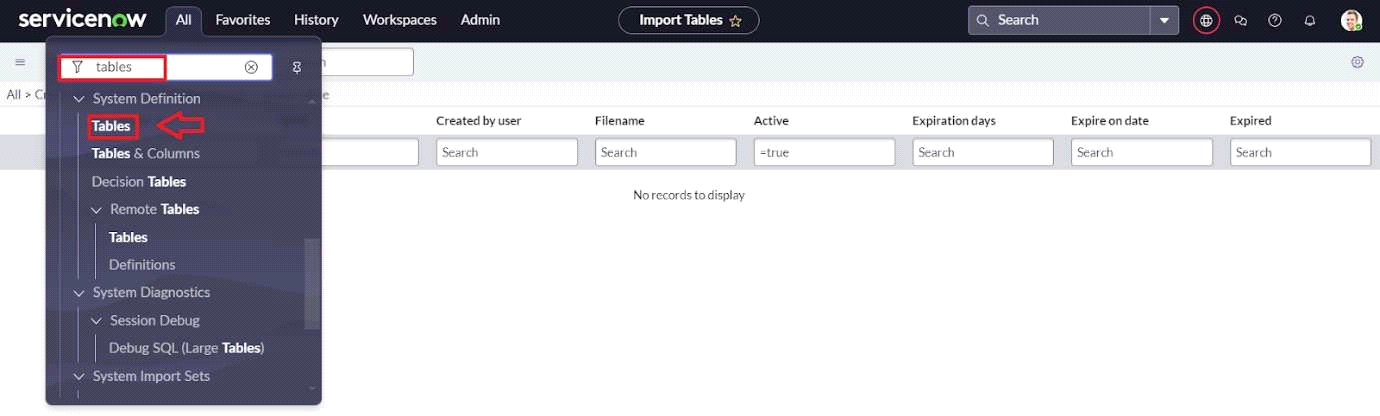 servicenow All Favorites History Workspaces Admin Import Tables Search
tables
All >
System Definition
Tables
Tables & Columns
Decision Tables
Remote Tables
Tables
Definitions
System Diagnostics
Session Debug
Debug SQL (Large Tables)
System Import Sets
Created by user Filename Active Expiration days Expire on date Expired
Search Search =true Search Search Search
No records to display